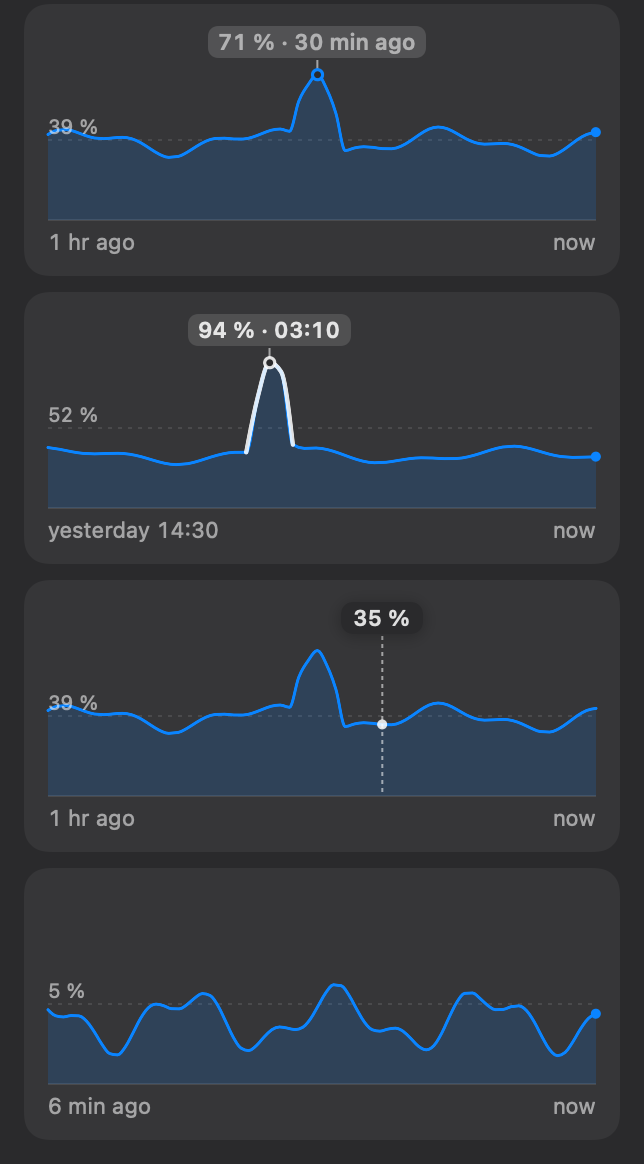 71 % · 30 min ago
39 %
1 hr ago now
94 % · 03:10
52 %
yesterday 14:30 now
35 %
39 %
1 hr ago now
5 %
6 min ago now